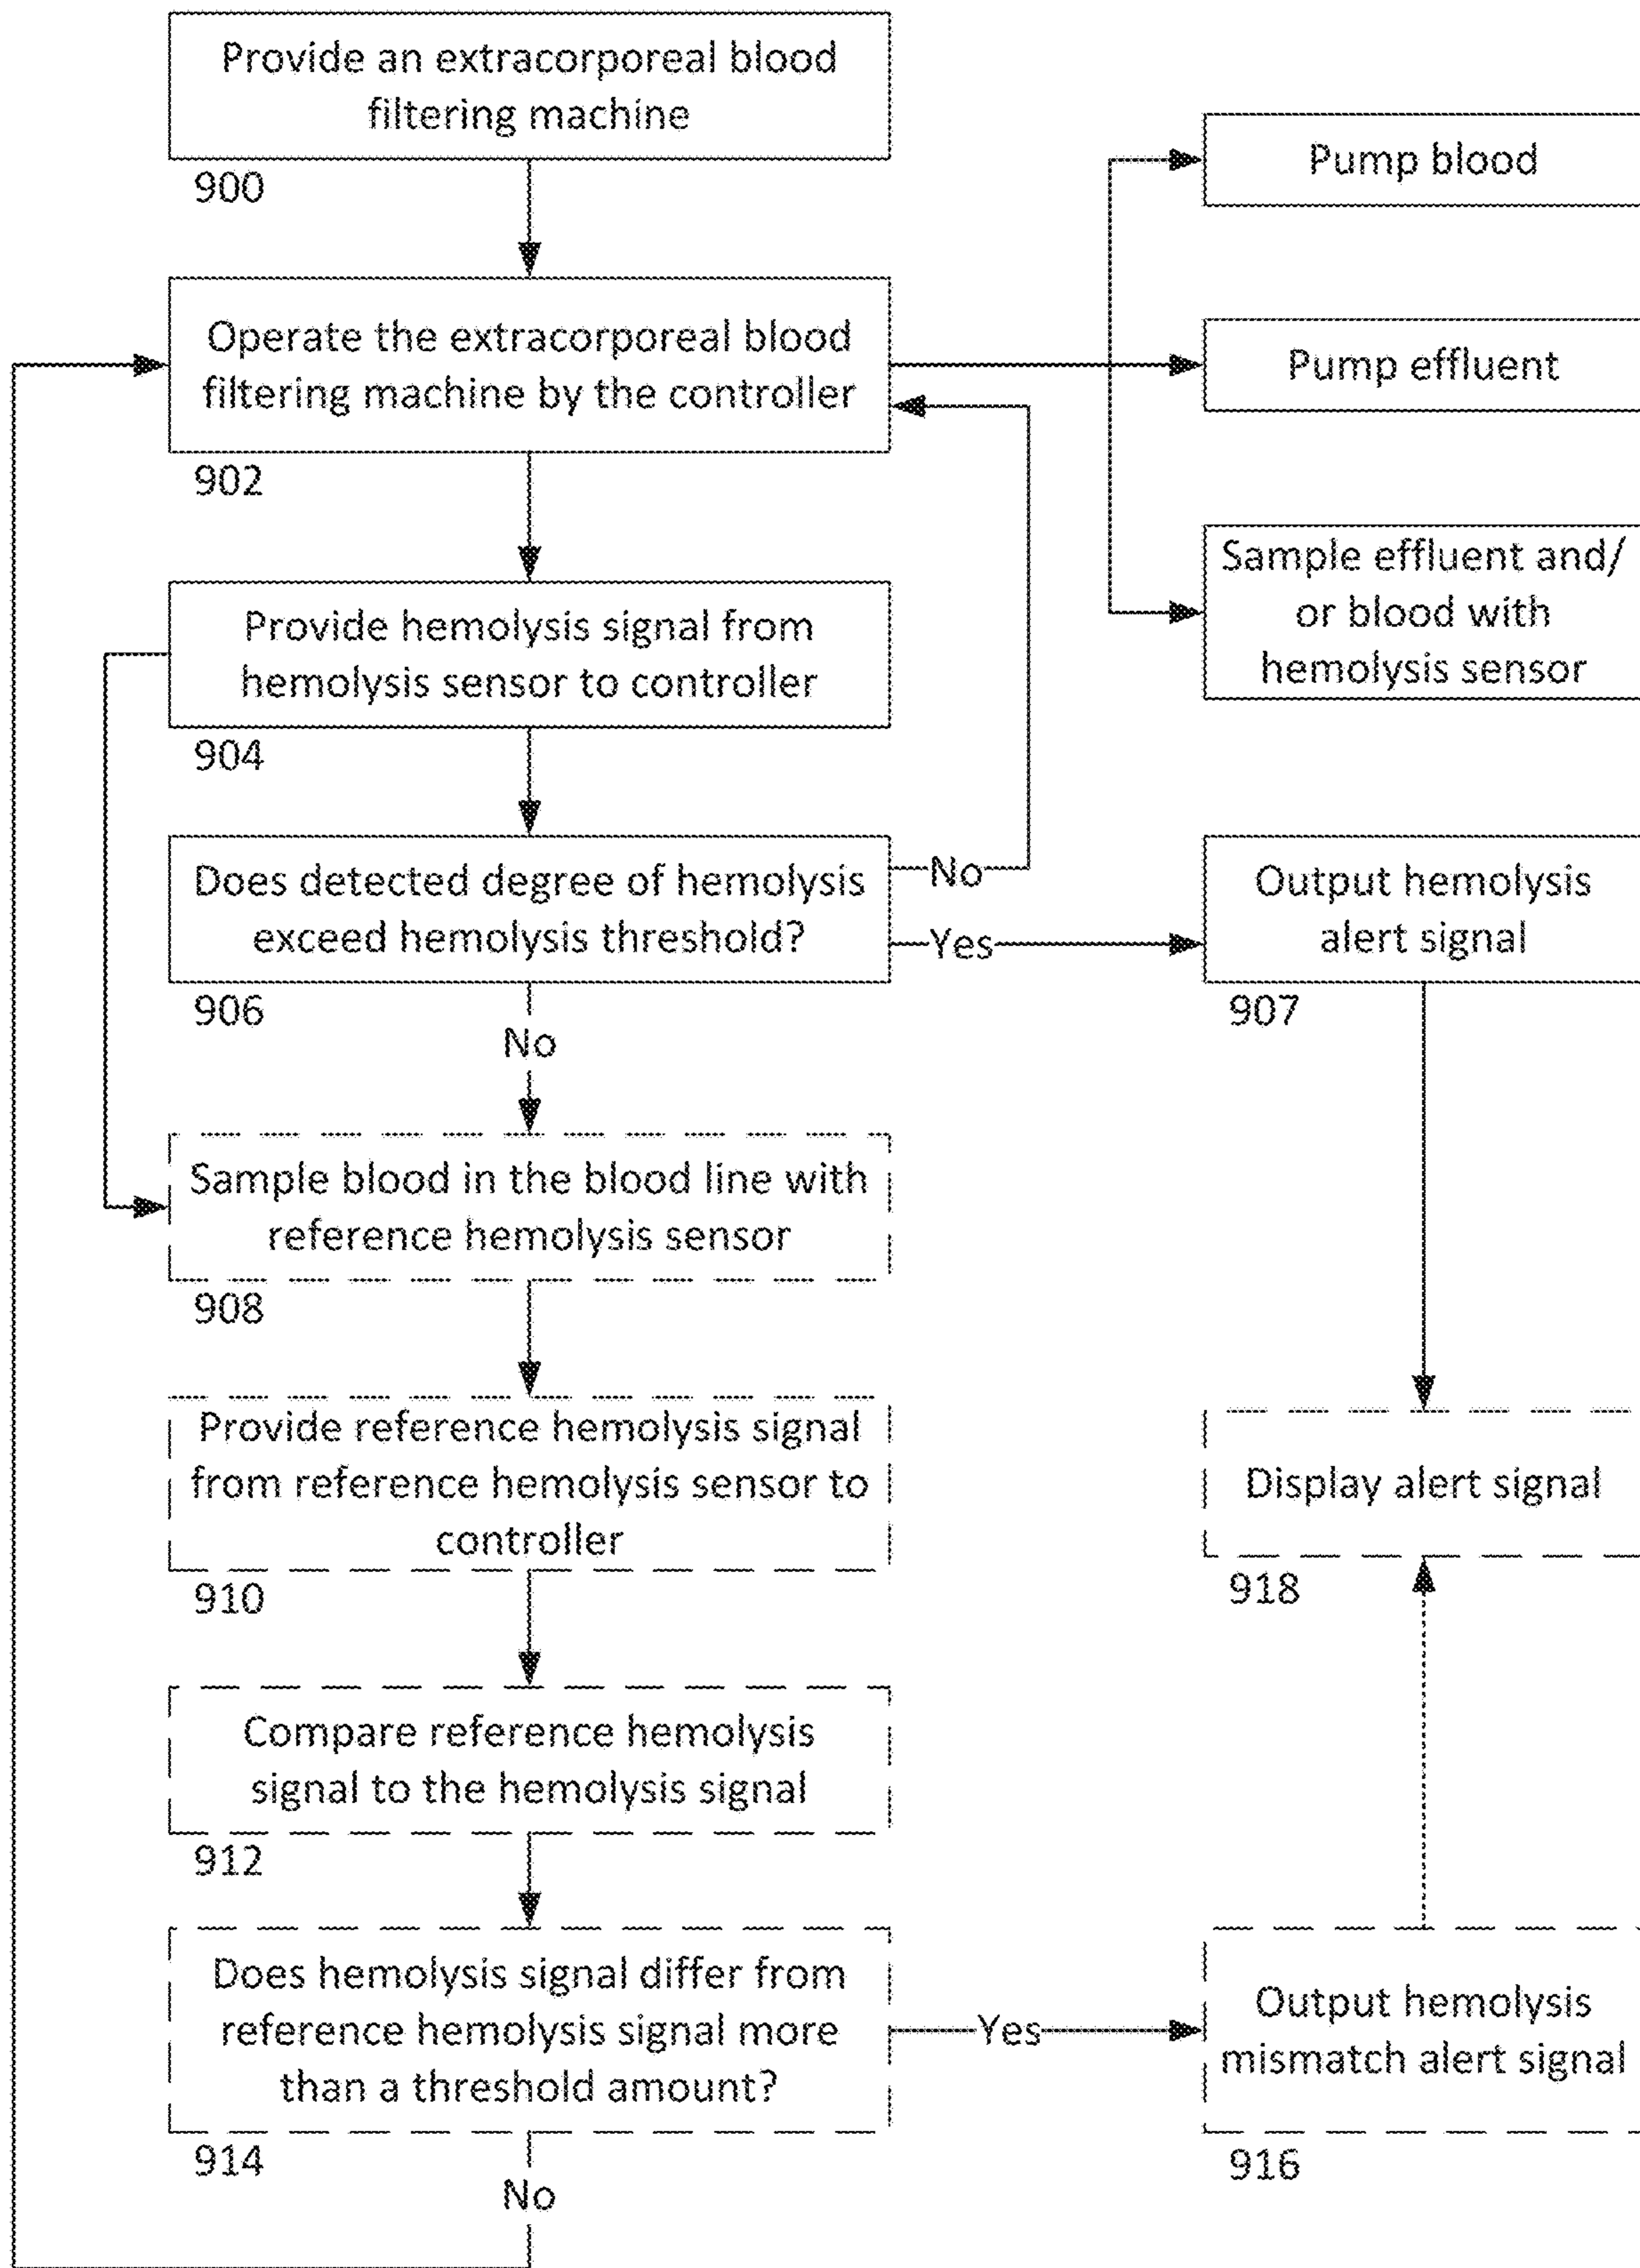 Provide an extracorporeal blood
filtering machine
900
Operate the extracorporeal blood
filtering machine by the controller
902
Pump blood
Pump effluent
Sample effluent and/
or blood with
hemolysis sensor
Provide hemolysis signal from
hemolysis sensor to controller
904
Does detected degree of hemolysis
exceed hemolysis threshold?
906
No
Yes
Output hemolysis
alert signal
907
No
Sample blood in the blood line with
reference hemolysis sensor
908
Provide reference hemolysis signal
from reference hemolysis sensor to
controller
910
Display alert signal
918
Compare reference hemolysis
signal to the hemolysis signal
912
Does hemolysis signal differ from
reference hemolysis signal more
than a threshold amount?
914
Yes
Output hemolysis
mismatch alert signal
916
No